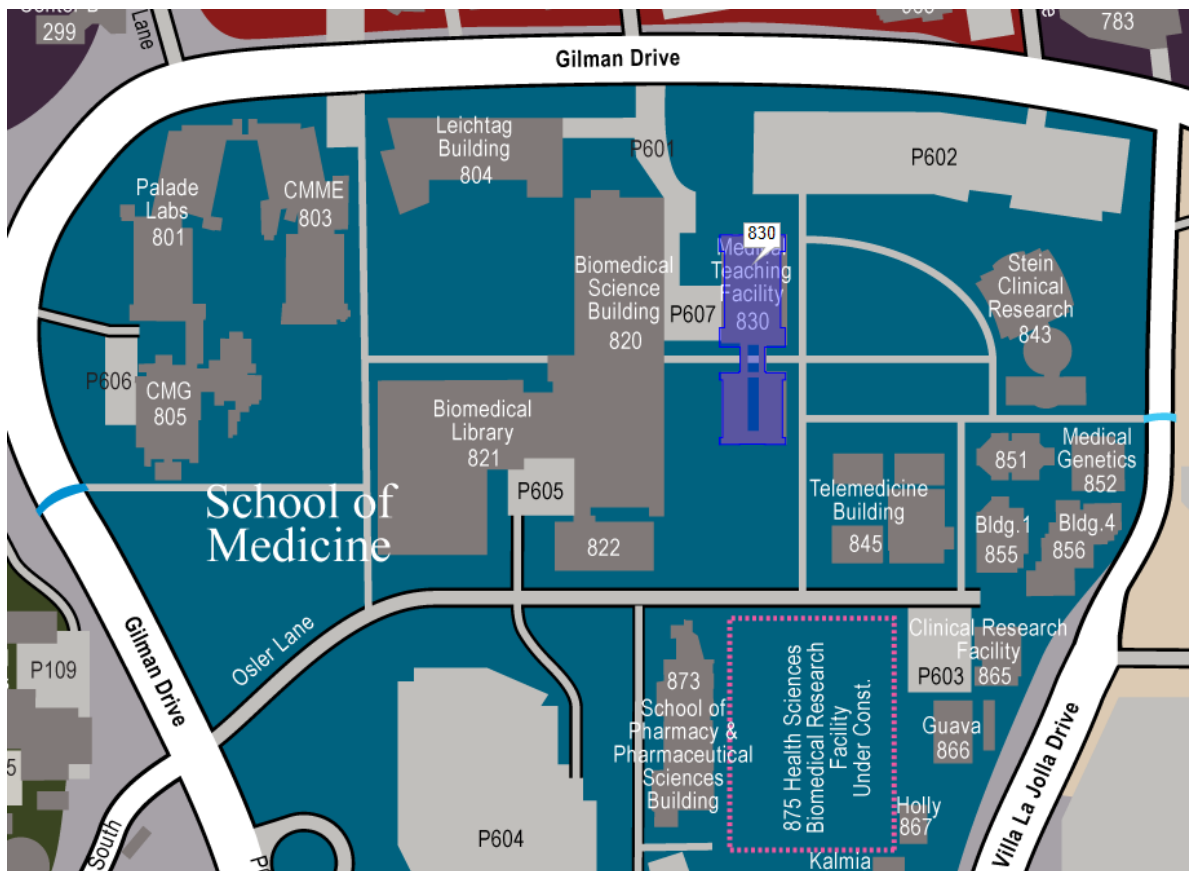 299
Lane
783
Gilman Drive
Leichtag
Building
804
P601
P602
Palade
Labs
801
CMME
803
830
Medical
Teaching
Facility
830
Biomedical
Science
Building
820
P607
Stein
Clinical
Research
843
P606
CMG
805
Biomedical
Library
821
P605
822
School of
Medicine
Telemedicine
Building
845
851
Medical
Genetics
852
Bldg.1
855
Bldg.4
856
Gilman Drive
Osler Lane
P109
5
South
P604
873
School of
Pharmacy &
Pharmaceutical
Sciences
Building
875 Health Sciences
Biomedical Research
Facility
Under Const.
Clinical Research
Facility
865
P603
Guava
866
Holly
867
Kalmia
Villa La Jolla Drive